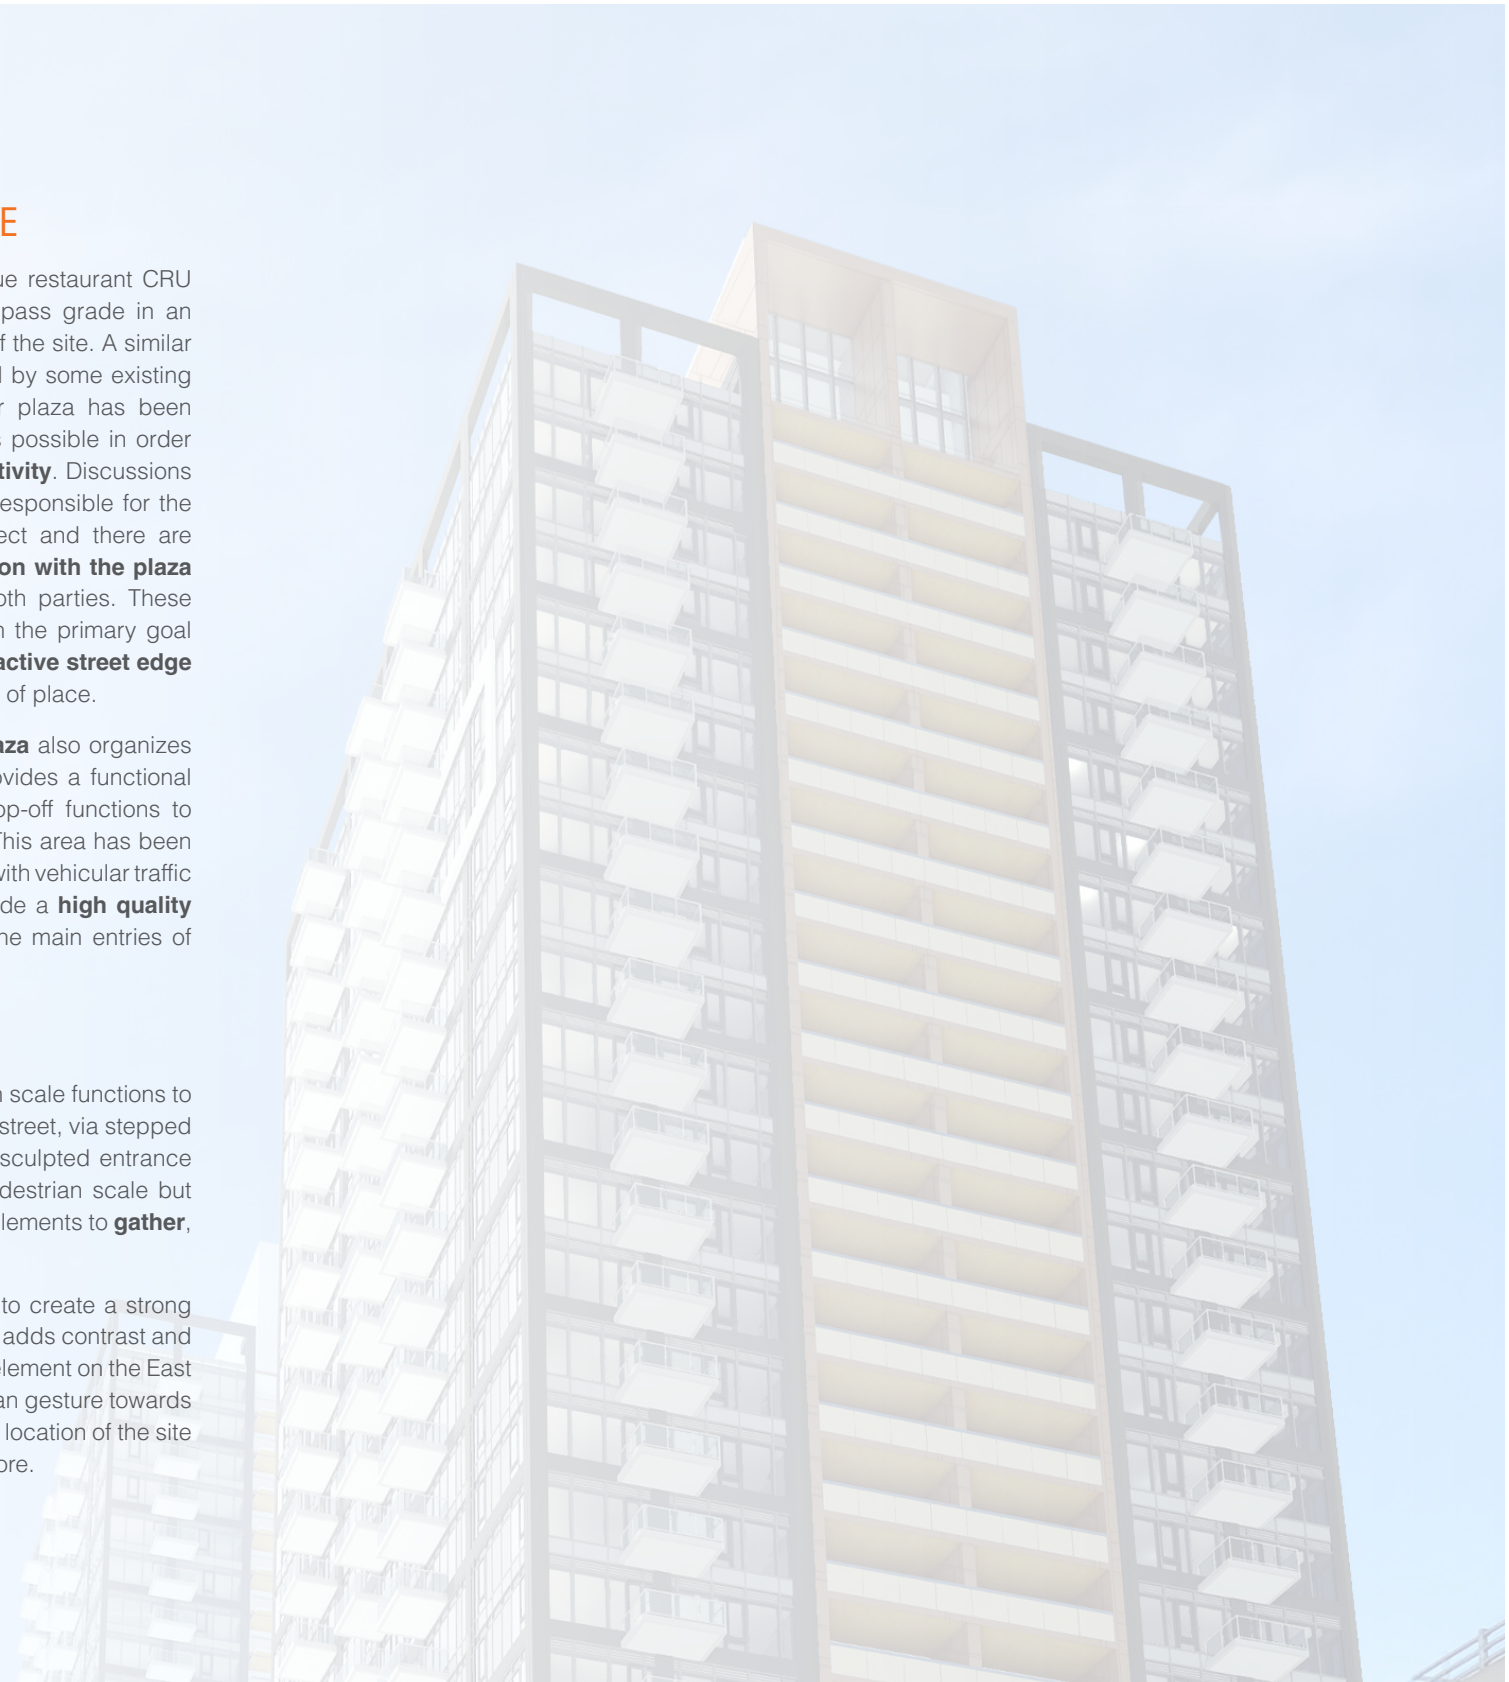 E
ue restaurant CRU
pass grade in an
f the site. A similar
d by some existing
r plaza has been
s possible in order
tivity. Discussions
esponsible for the
ect and there are
on with the plaza
oth parties. These
n the primary goal
active street edge
of place.
aza also organizes
ovides a functional
op-off functions to
This area has been
with vehicular traffic
de a high quality
he main entries of
n scale functions to
street, via stepped
sculpted entrance
destrian scale but
lements to gather,
to create a strong
adds contrast and
element on the East
an gesture towards
location of the site
ore.